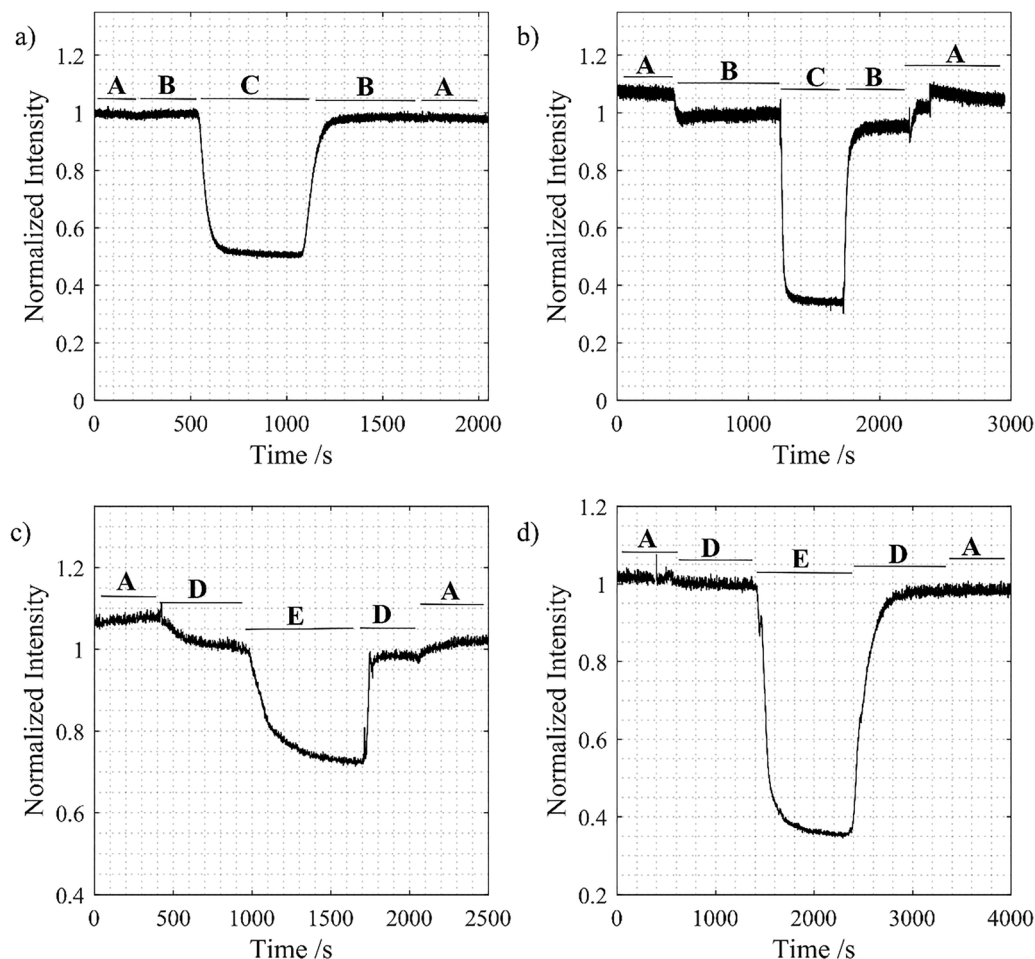 a)
A B C B A
1.2
1
0.8
0.6
0.4
0.2
0
Normalized Intensity
0 500 1000 1500 2000
Time /s
b)
A B C B A
1.2
1
0.8
0.6
0.4
0.2
0
Normalized Intensity
0 1000 2000 3000
Time /s
c)
A D E D A
1.2
1
0.8
0.6
0.4
Normalized Intensity
0 500 1000 1500 2000 2500
Time /s
d)
A D E D A
1.2
1
0.8
0.6
0.4
0.2
Normalized Intensity
0 1000 2000 3000 4000
Time /s